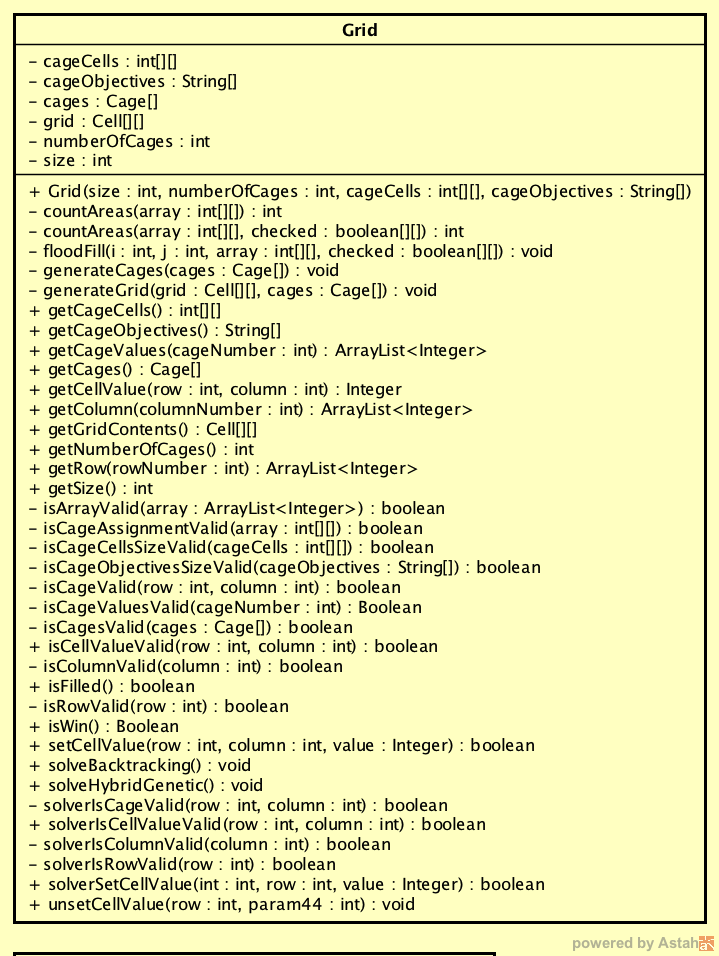 Grid
- cageCells : int[][]
- cageObjectives : String[]
- cages : Cage[]
- grid : Cell[][]
- numberOfCages : int
- size : int
+ Grid(size : int, numberOfCages : int, cageCells : int[][], cageObjectives : String[])
- countAreas(array : int[][]) : int
- countAreas(array : int[][], checked : boolean[][]) : int
- floodFill(i : int, j : int, array : int[][], checked : boolean[][]) : void
- generateCages(cages : Cage[]) : void
- generateGrid(grid : Cell[][], cages : Cage[]) : void
+ getCageCells() : int[][]
+ getCageObjectives() : String[]
+ getCageValues(cageNumber : int) : ArrayList<Integer>
+ getCages() : Cage[]
+ getCellValue(row : int, column : int) : Integer
+ getColumn(columnNumber : int) : ArrayList<Integer>
+ getGridContents() : Cell[][]
+ getNumberOfCages() : int
+ getRow(rowNumber : int) : ArrayList<Integer>
+ getSize() : int
- isArrayValid(array : ArrayList<Integer>) : boolean
- isCageAssignmentValid(array : int[][]) : boolean
- isCageCellsSizeValid(cageCells : int[][]) : boolean
- isCageObjectivesSizeValid(cageObjectives : String[]) : boolean
- isCageValid(row : int, column : int) : boolean
- isCageValuesValid(cageNumber : int) : Boolean
- isCagesValid(cages : Cage[]) : boolean
+ isCellValueValid(row : int, column : int) : boolean
- isColumnValid(column : int) : boolean
+ isFilled() : boolean
- isRowValid(row : int) : boolean
+ isWin() : Boolean
+ setCellValue(row : int, column : int, value : Integer) : boolean
+ solveBacktracking() : void
+ solveHybridGenetic() : void
- solverIsCageValid(row : int, column : int) : boolean
+ solverIsCellValueValid(row : int, column : int) : boolean
- solverIsColumnValid(column : int) : boolean
- solverIsRowValid(row : int) : boolean
+ solverSetCellValue(int : int, row : int, value : Integer) : boolean
+ unsetCellValue(row : int, param44 : int) : void
powered by Astah